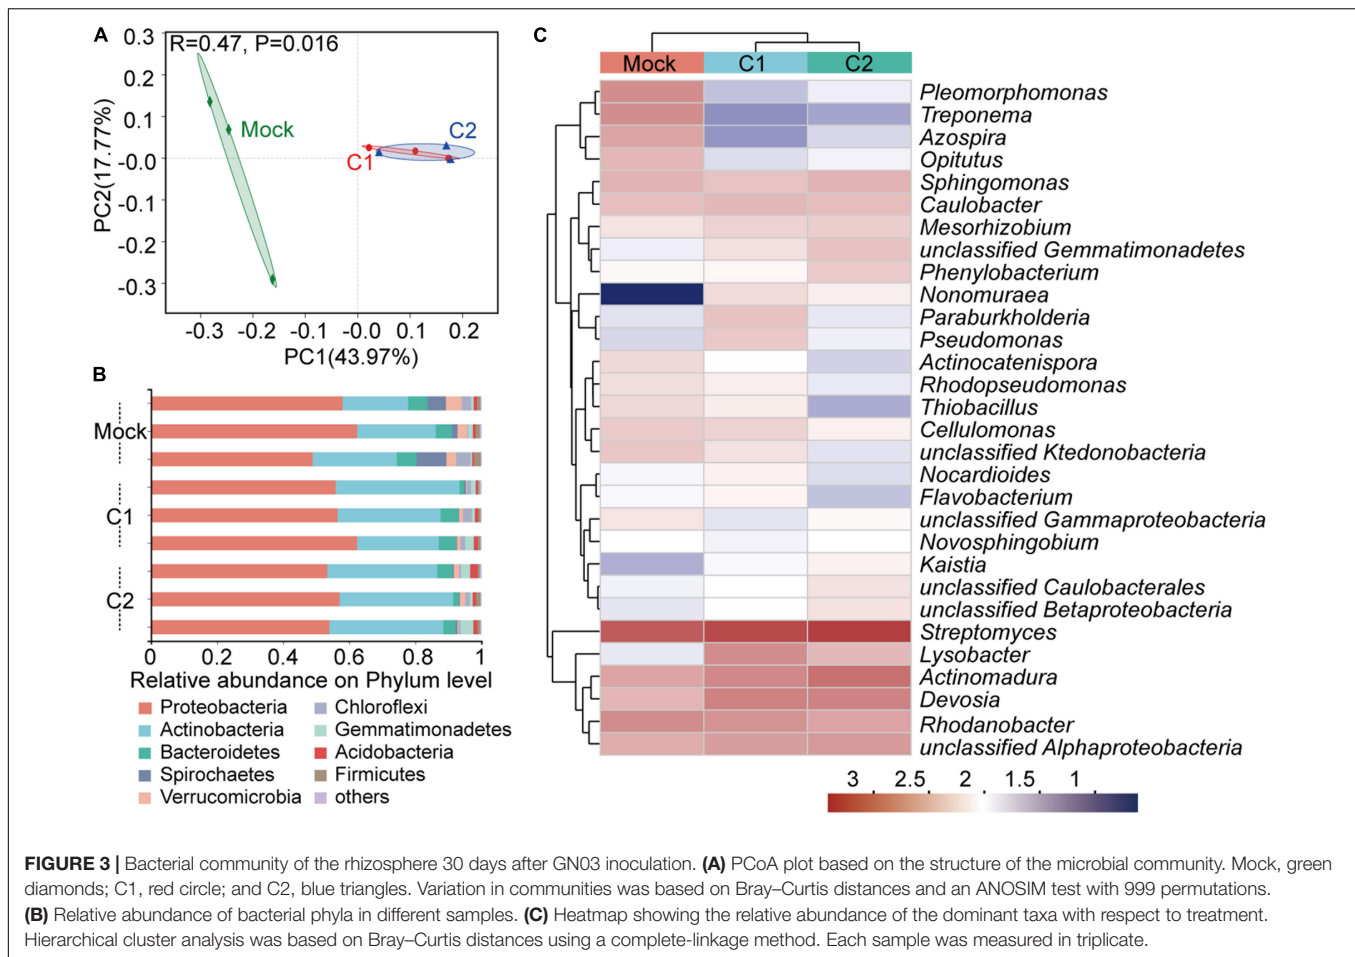 A
R=0.47, P=0.016
0.3
0.2
0.1
-0.0
-0.1
-0.2
-0.3
PC2(17.77%)
Mock
C1
C2
-0.3 -0.2 -0.1 -0.0 0.1 0.2
PC1(43.97%)
B
Mock
C1
C2
0 0.2 0.4 0.6 0.8 1
Relative abundance on Phylum level
Proteobacteria
Actinobacteria
Bacteroidetes
Spirochaetes
Verrucomicrobia
Chloroflexi
Gemmatimonadetes
Acidobacteria
Firmicutes
others
C
Mock C1 C2
Pleomorphomonas
Treponema
Azospira
Opitutus
Sphingomonas
Caulobacter
Mesorhizobium
unclassified Gemmatimonadetes
Phenylobacterium
Nonomuraea
Paraburkholderia
Pseudomonas
Actinocatenispora
Rhodopseudomonas
Thiobacillus
Cellulomonas
unclassified Ktedonobacteria
Nocardioides
Flavobacterium
unclassified Gammaproteobacteria
Novosphingobium
Kaistia
unclassified Caulobacterales
unclassified Betaproteobacteria
Streptomyces
Lysobacter
Actinomadura
Devosia
Rhodanobacter
unclassified Alphaproteobacteria
3 2.5 2 1.5 1
FIGURE 3 | Bacterial community of the rhizosphere 30 days after GN03 inoculation. (A) PCoA plot based on the structure of the microbial community. Mock, green
diamonds; C1, red circle; and C2, blue triangles. Variation in communities was based on Bray–Curtis distances and an ANOSIM test with 999 permutations.
(B) Relative abundance of bacterial phyla in different samples. (C) Heatmap showing the relative abundance of the dominant taxa with respect to treatment.
Hierarchical cluster analysis was based on Bray–Curtis distances using a complete-linkage method. Each sample was measured in triplicate.